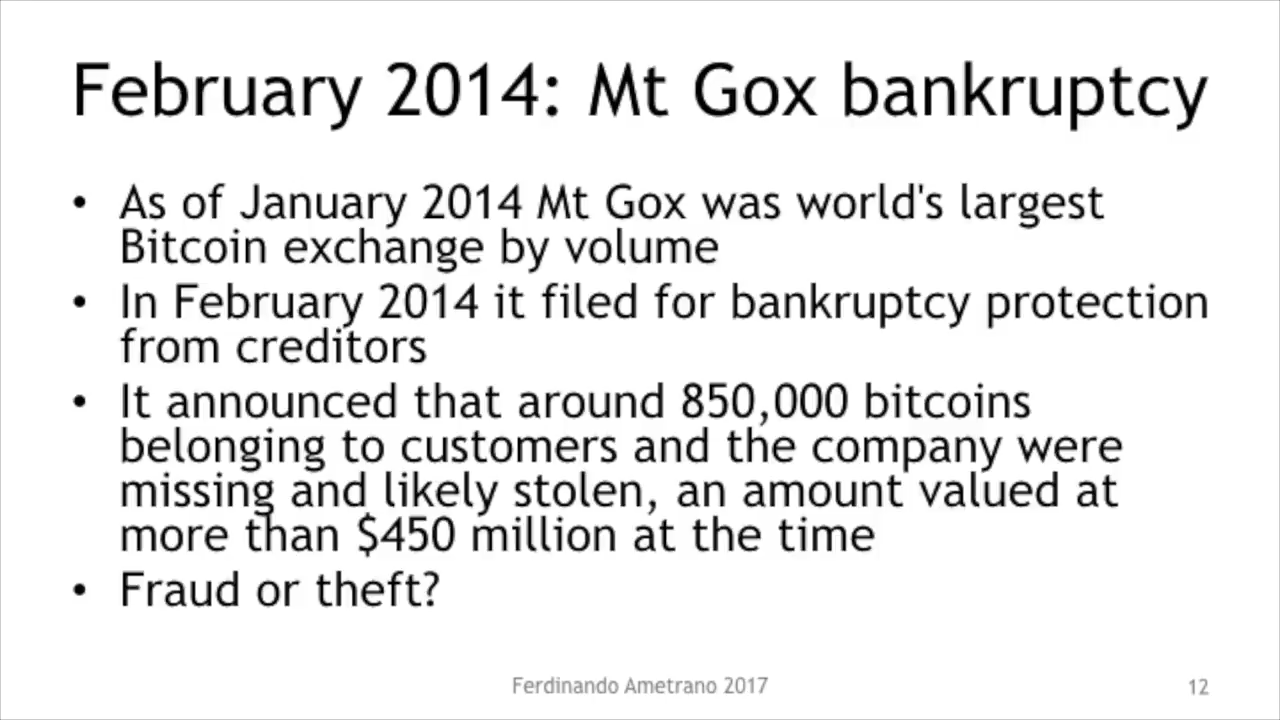 February 2014: Mt Gox bankruptcy
• As of January 2014 Mt Gox was world's largest
Bitcoin exchange by volume
• In February 2014 it filed for bankruptcy protection
from creditors
• It announced that around 850,000 bitcoins
belonging to customers and the company were
missing and likely stolen, an amount valued at
more than $450 million at the time
• Fraud or theft?
Ferdinando Ametrano 2017
12